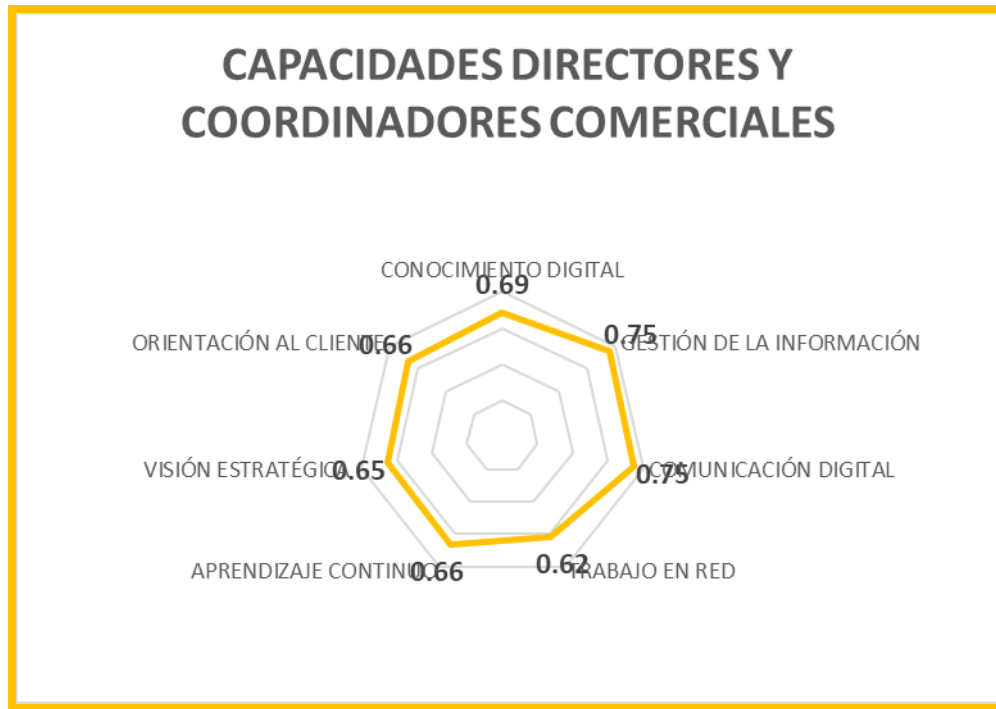 CAPACIDADES DIRECTORES Y
COORDINADORES COMERCIALES
CONOCIMIENTO DIGITAL
0.69
ORIENTACIÓN AL CLIENTE
0.66
0.75
GESTIÓN DE LA INFORMACIÓN
VISIÓN ESTRATÉGICA
0.65
0.75
COMUNICACIÓN DIGITAL
APRENDIZAJE CONTINUO
0.66
0.62
TRABAJO EN RED